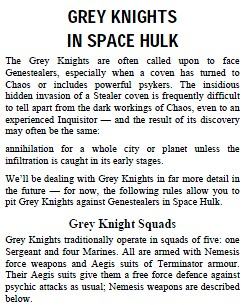 GREY KNIGHTS
IN SPACE HULK
The Grey Knights are often called upon to face
Genestealers, especially when a coven has turned to
Chaos or includes powerful psykers. The insidious
hidden invasion of a Stealer coven is frequently difficult
to tell apart from the dark workings of Chaos, even to an
experienced Inquisitor — and the result of its discovery
may often be the same:
annihilation for a whole city or planet unless the
infiltration is caught in its early stages.
We'll be dealing with Grey Knights in far more detail in
the future — for now, the following rules allow you to
pit Grey Knights against Genestealers in Space Hulk.
Grey Knight Squads
Grey Knights traditionally operate in squads of five: one
Sergeant and four Marines. All are armed with Nemesis
force weapons and Aegis suits of Terminator armour.
Their Aegis suits give them a free force defence against
psychic attacks as usual; Nemesis weapons are described
below.